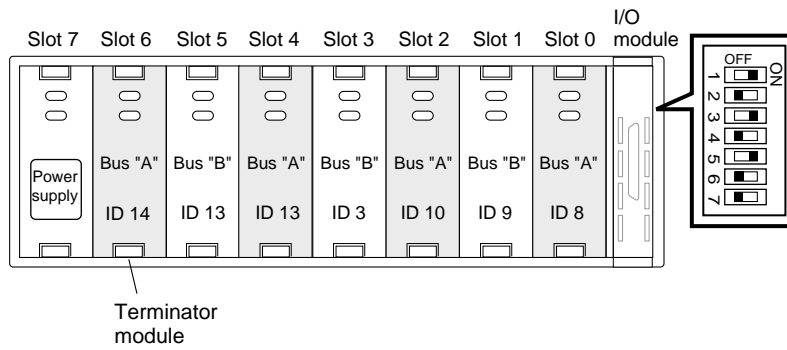 I/O
module
Slot 7 Slot 6 Slot 5 Slot 4 Slot 3 Slot 2 Slot 1 Slot 0
Power
supply
Bus "A" Bus "B" Bus "A" Bus "B" Bus "A" Bus "B" Bus "A"
ID 14 ID 13 ID 13 ID 3 ID 10 ID 9 ID 8
OFF
ON
1
2
3
4
5
6
7
Terminator
module